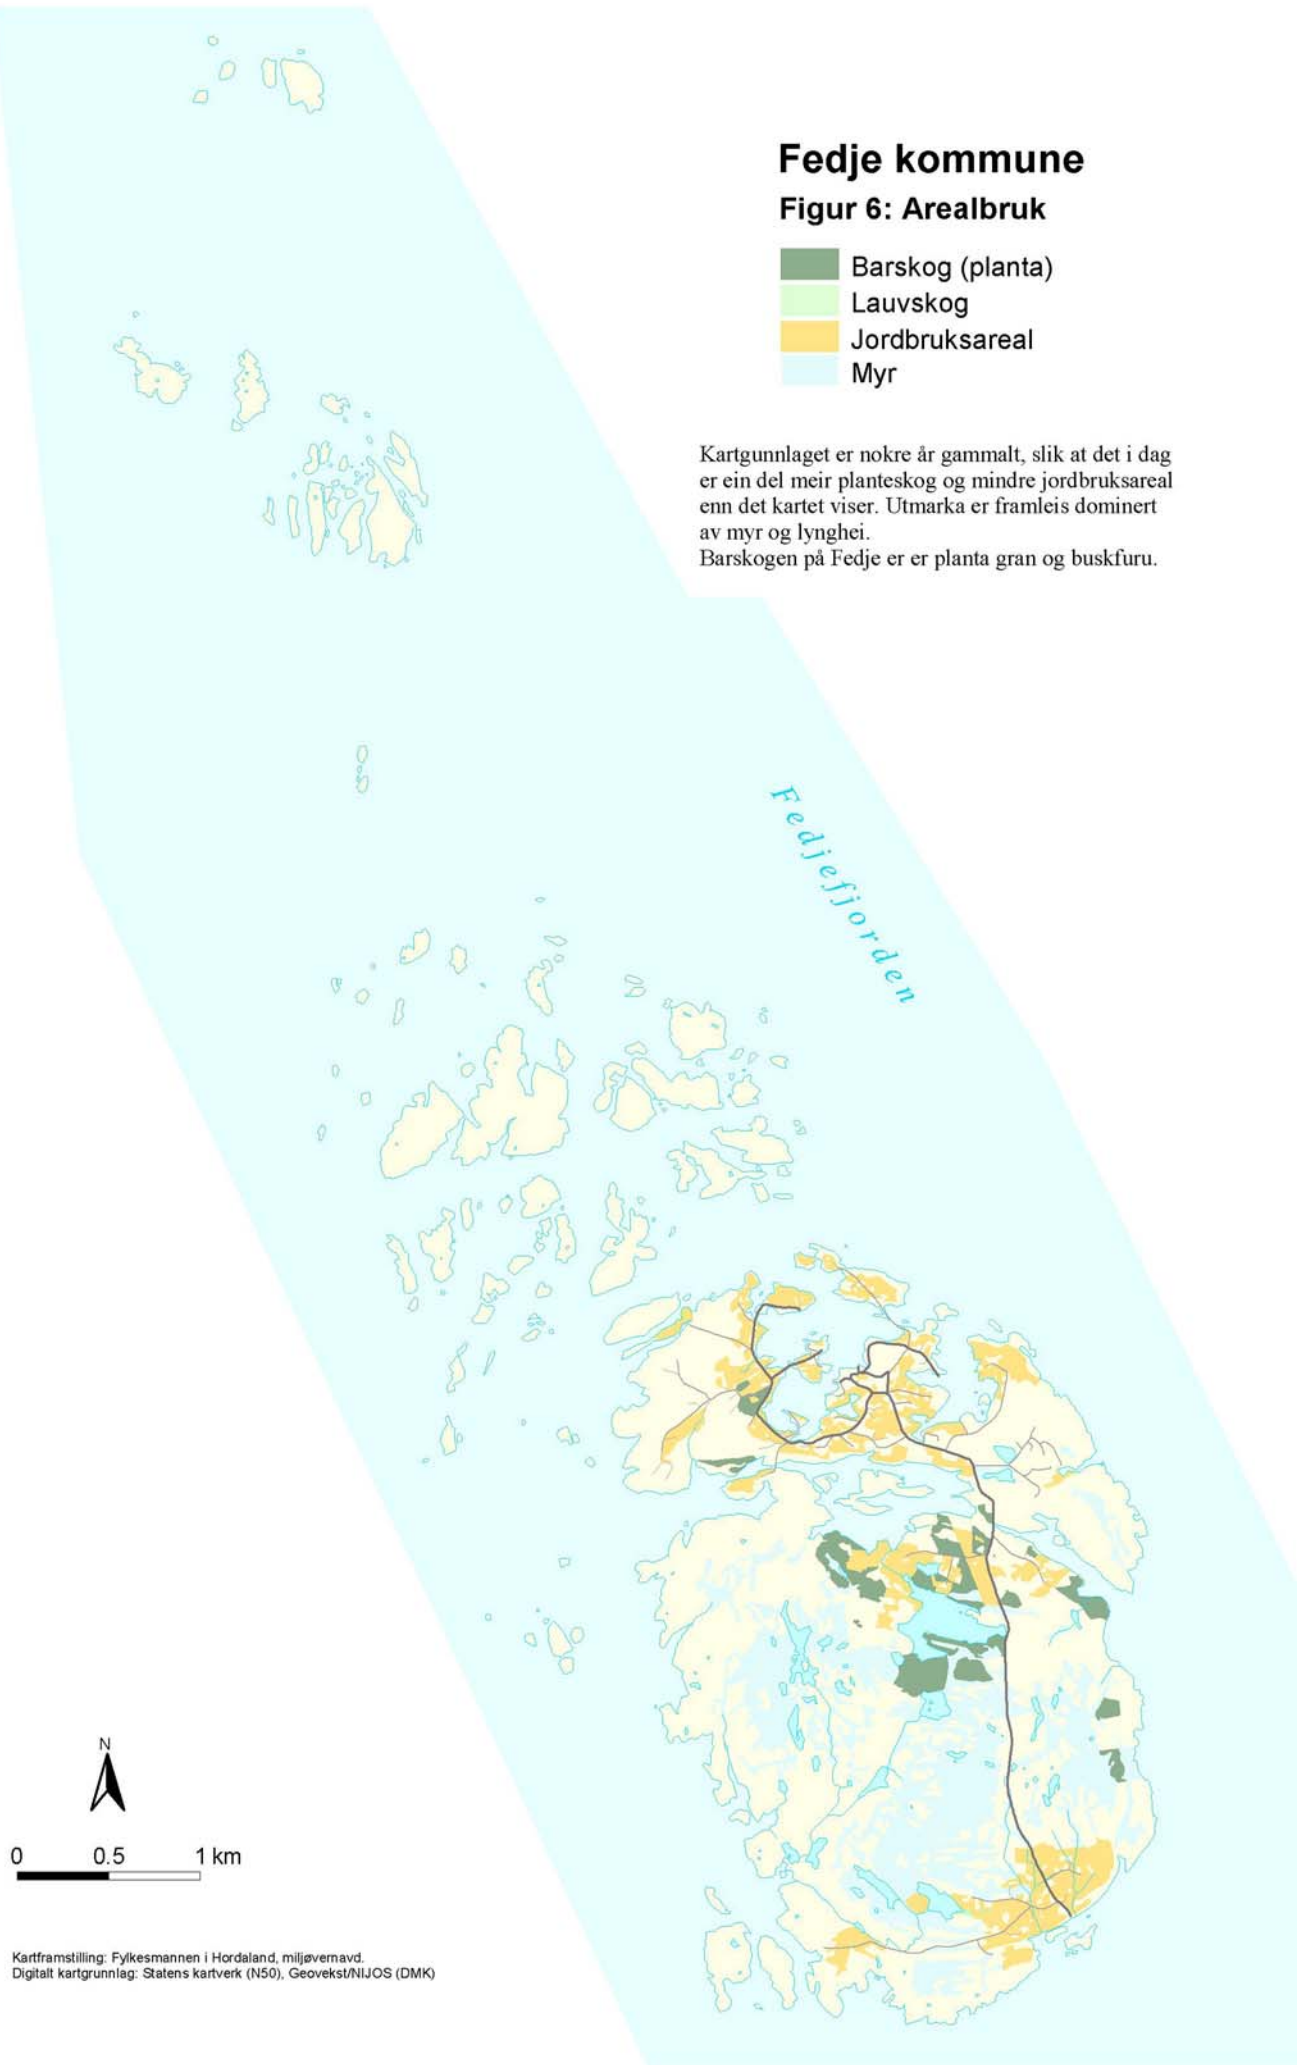 Fedje kommune
Figur 6: Arealbruk
Barskog (planta)
Lauvskog
Jordbruksareal
Myr
Kartgunnlaget er nokre år gammalt, slik at det i dag
er ein del meir planteskog og mindre jordbruksareal
enn det kartet viser. Utmarka er framleis dominert
av myr og lynghei.
Barskogen på Fedje er er planta gran og buskfuru.
Fedjefjorden
N
0 0.5 1 km
Kartframstilling: Fylkesmannen i Hordaland, miljøvernavd.
Digitalt kartgrunnlag: Statens kartverk (N50), Geovekst/NIJOS (DMK)